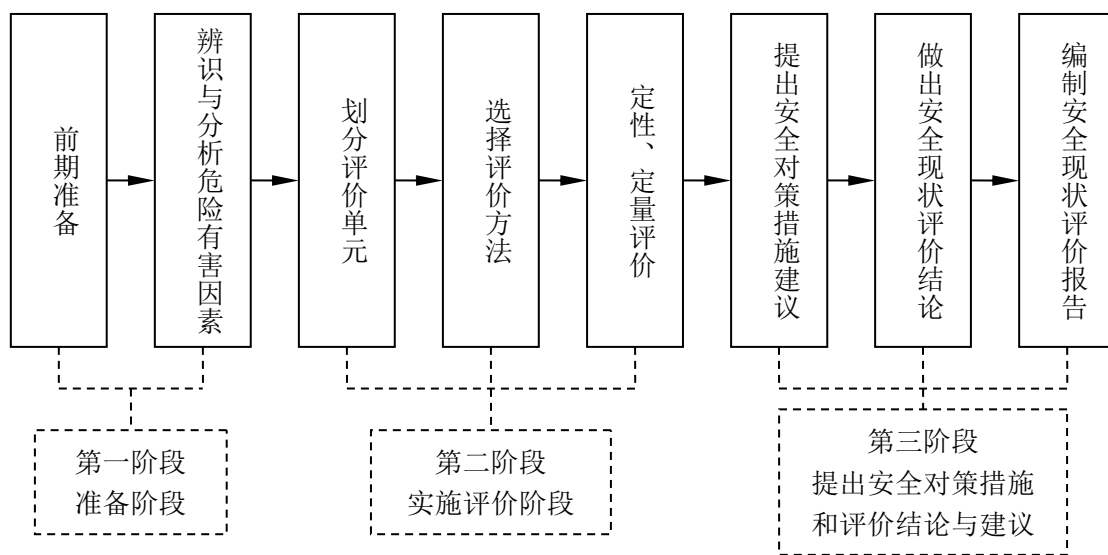 前期准备
辨识与分析危险有害因素
划分评价单元
选择评价方法
定性、定量评价
提出安全对策措施建议
做出安全现状评价结论
编制安全现状评价报告
第一阶段
准备阶段
第二阶段
实施评价阶段
第三阶段
提出安全对策措施
和评价结论与建议